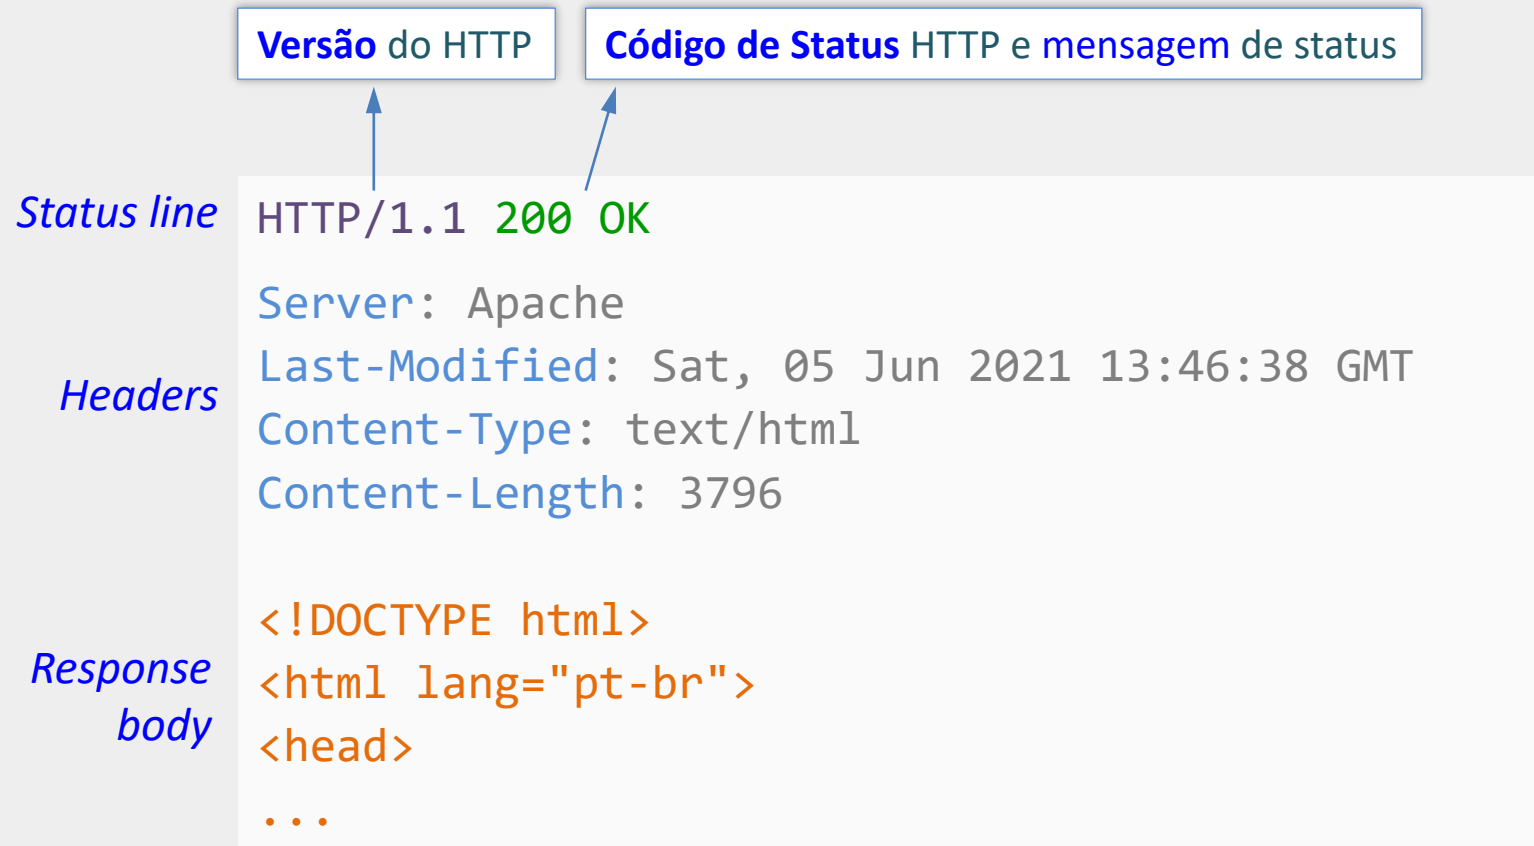 Versão do HTTP
Código de Status HTTP e mensagem de status
Status line
HTTP/1.1 200 OK
Headers
Server: Apache
Last-Modified: Sat, 05 Jun 2021 13:46:38 GMT
Content-Type: text/html
Content-Length: 3796
Response
body
<!DOCTYPE html>
<html lang="pt-br">
<head>
...